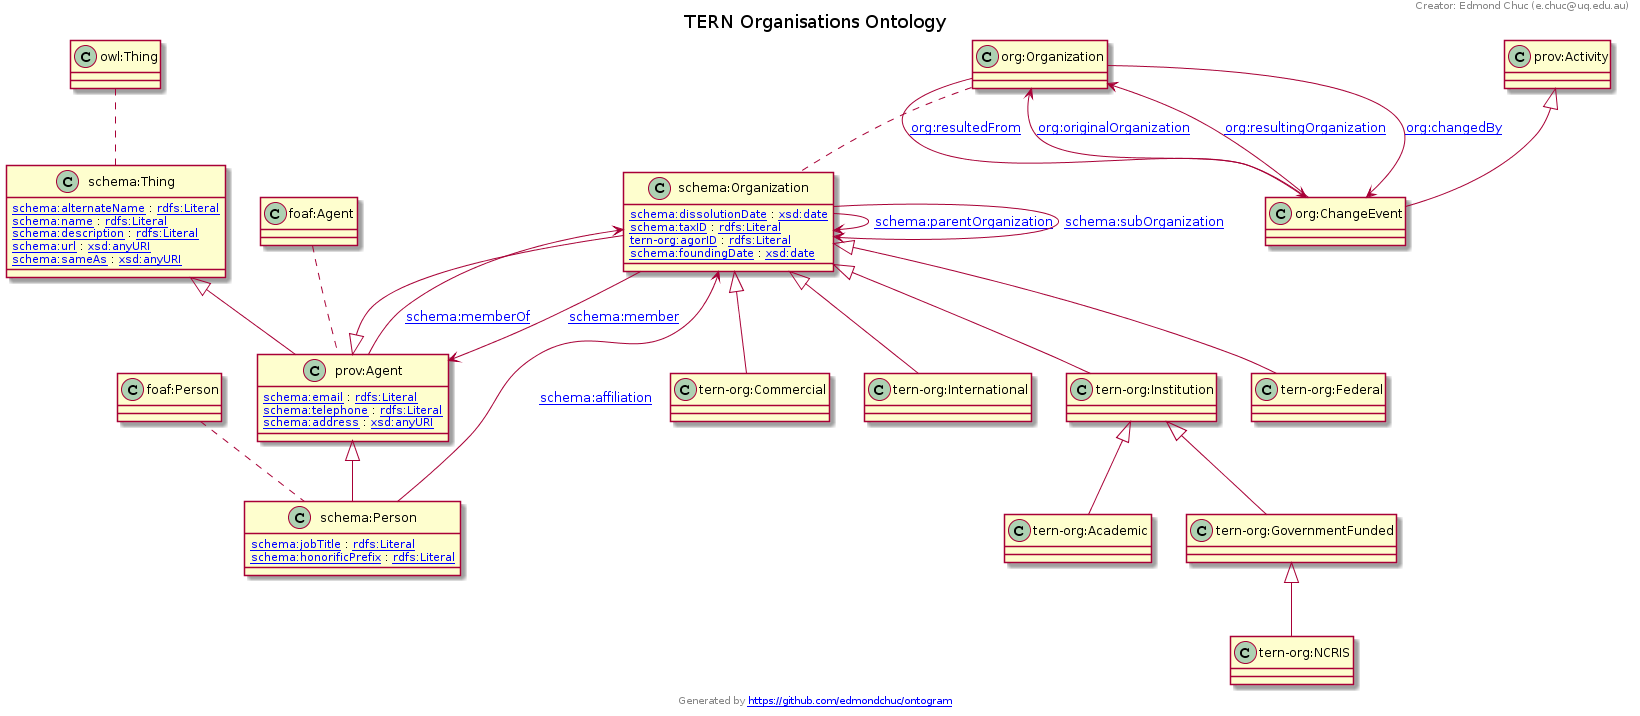 Creator: Edmond Chuc (e.chuc@uq.edu.au)
TERN Organisations Ontology
C owl:Thing
C org:Organization
C prov:Activity
org:resultedFrom
org:originalOrganization
org:resultingOrganization
org:changedBy
C schema:Thing
schema:alternateName : rdfs:Literal
schema:name : rdfs:Literal
schema:description : rdfs:Literal
schema:url : xsd:anyURI
schema:sameAs : xsd:anyURI
C foaf:Agent
C schema:Organization
schema:dissolutionDate : xsd:date
schema:taxID : rdfs:Literal
tern-org:agorID : rdfs:Literal
schema:foundingDate : xsd:date
schema:parentOrganization
schema:subOrganization
C org:ChangeEvent
schema:memberOf
schema:member
C prov:Agent
schema:email : rdfs:Literal
schema:telephone : rdfs:Literal
schema:address : xsd:anyURI
C foaf:Person
schema:affiliation
C tern-org:Commercial
C tern-org:International
C tern-org:Institution
C tern-org:Federal
C schema:Person
schema:jobTitle : rdfs:Literal
schema:honorificPrefix : rdfs:Literal
C tern-org:Academic
C tern-org:GovernmentFunded
C tern-org:NCRIS
Generated by https://github.com/edmondchuc/ontogram